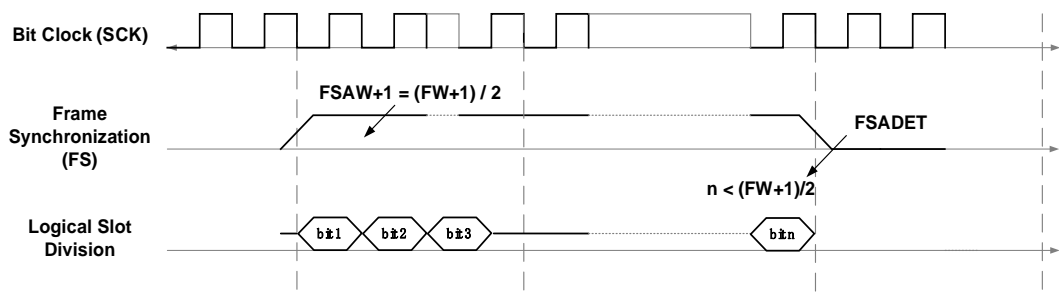 Bit Clock (SCK)
FSAW+1 = (FW+1) / 2
Frame
Synchronization
(FS)
FSADET
n < (FW+1)/2
Logical Slot
Division
bit1
bit2
bit3
bitn